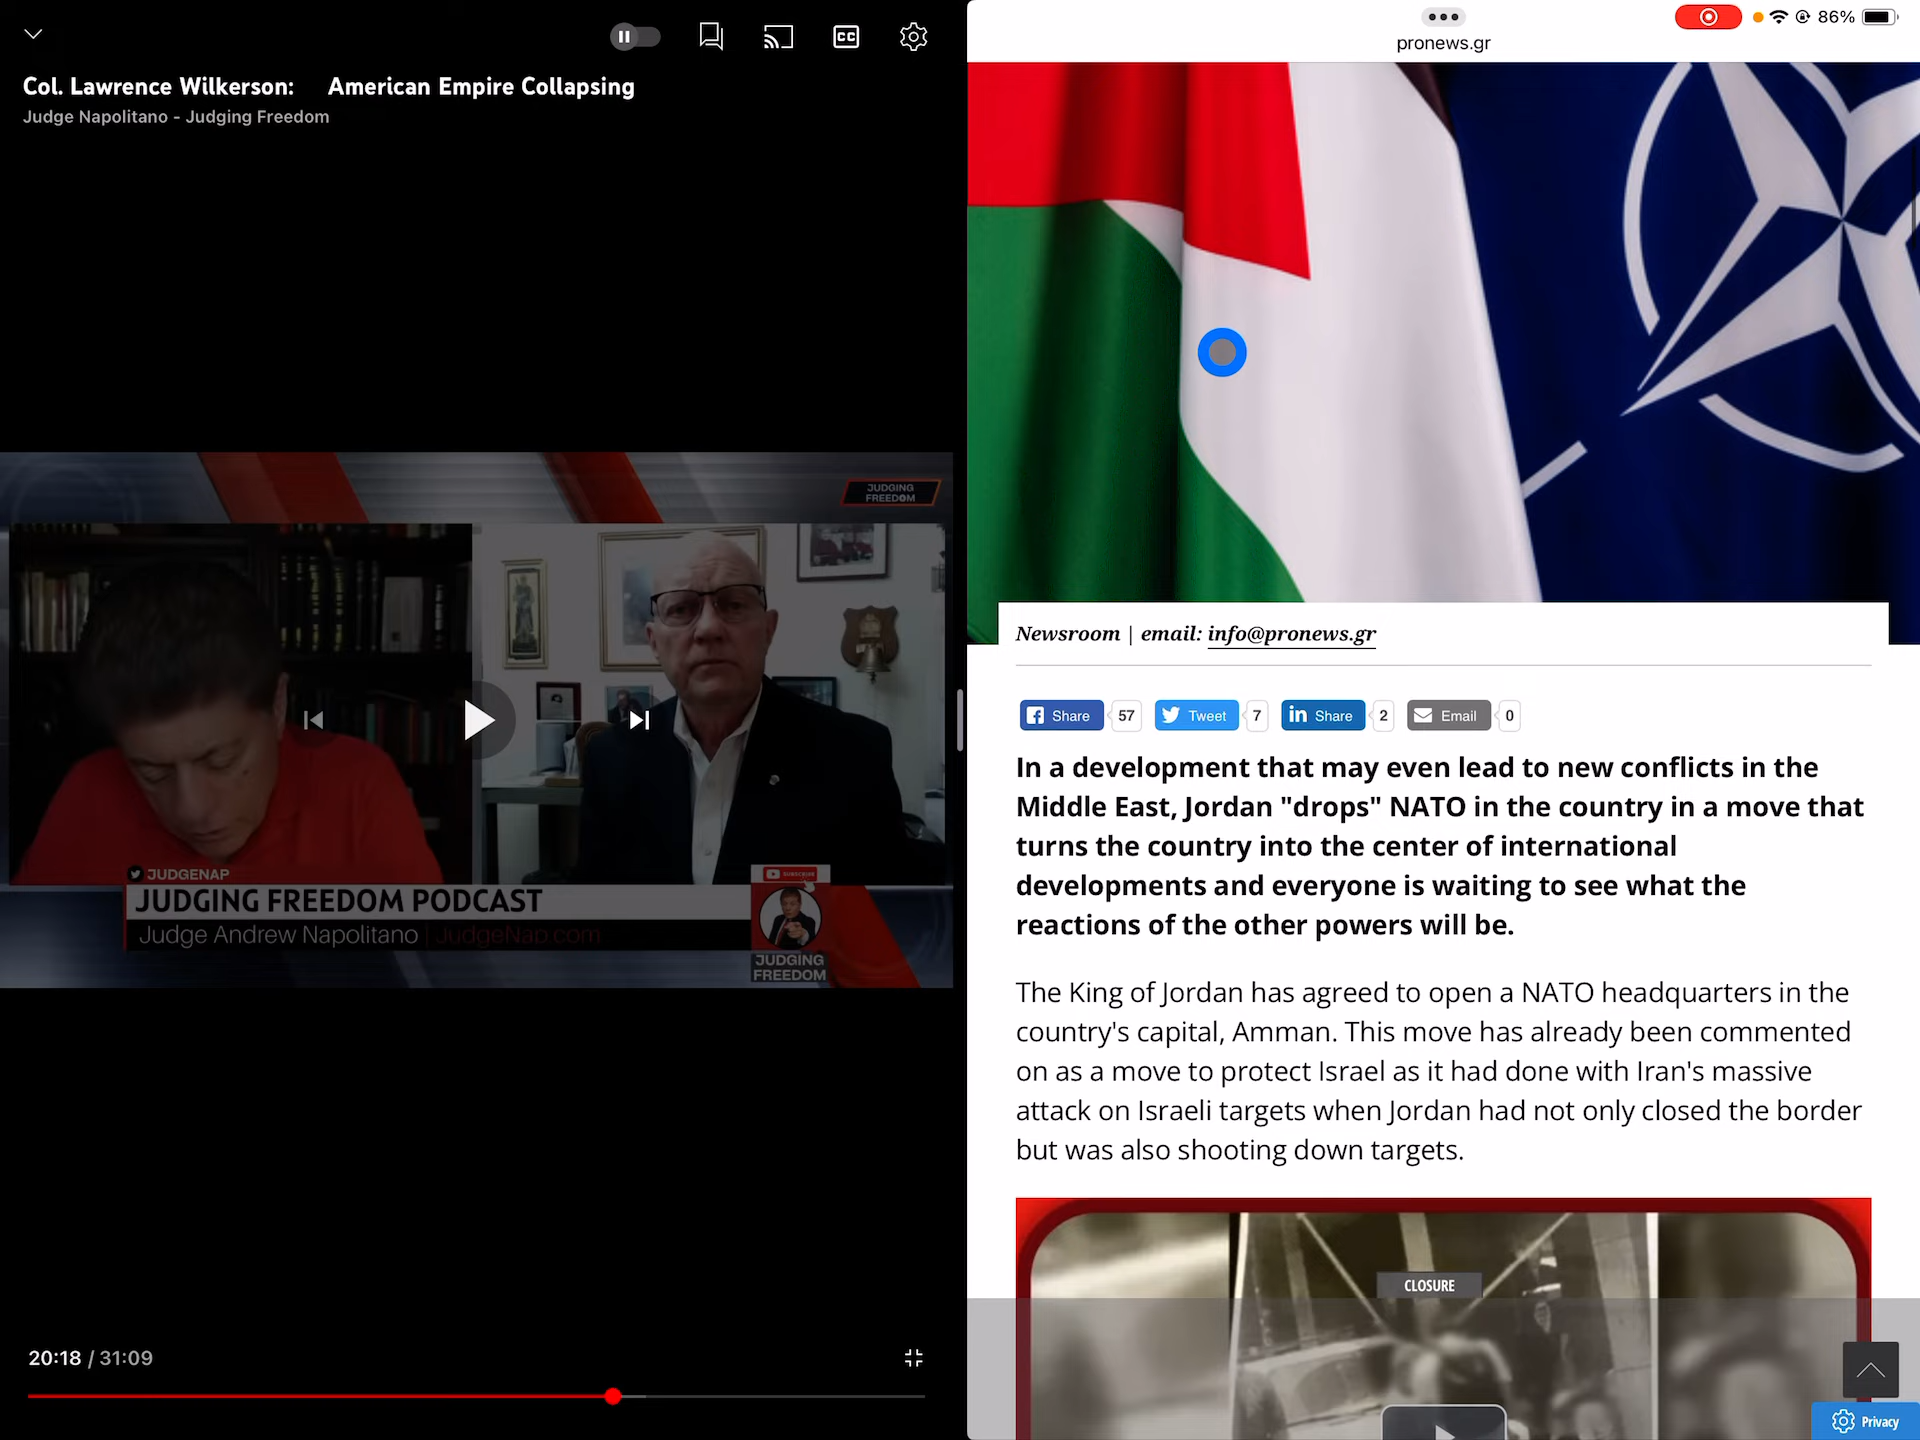 Col. Lawrence Wilkerson: American Empire Collapsing
Judge Napolitano - Judging Freedom
CC
JUDGING
FREEDOM
JUDGENAP
JUDGING FREEDOM PODCAST
Judge Andrew Napolitano | JudgeNap.com
SUBSCRIBE
JUDGING
FREEDOM
20:18 / 31:09
86%
pronews.gr
Newsroom | email: info@pronews.gr
Share 57 Tweet 7 in Share 2 Email 0
In a development that may even lead to new conflicts in the
Middle East, Jordan "drops" NATO in the country in a move that
turns the country into the center of international
developments and everyone is waiting to see what the
reactions of the other powers will be.
The King of Jordan has agreed to open a NATO headquarters in the
country's capital, Amman. This move has already been commented
on as a move to protect Israel as it had done with Iran's massive
attack on Israeli targets when Jordan had not only closed the border
but was also shooting down targets.
CLOSURE
Privacy